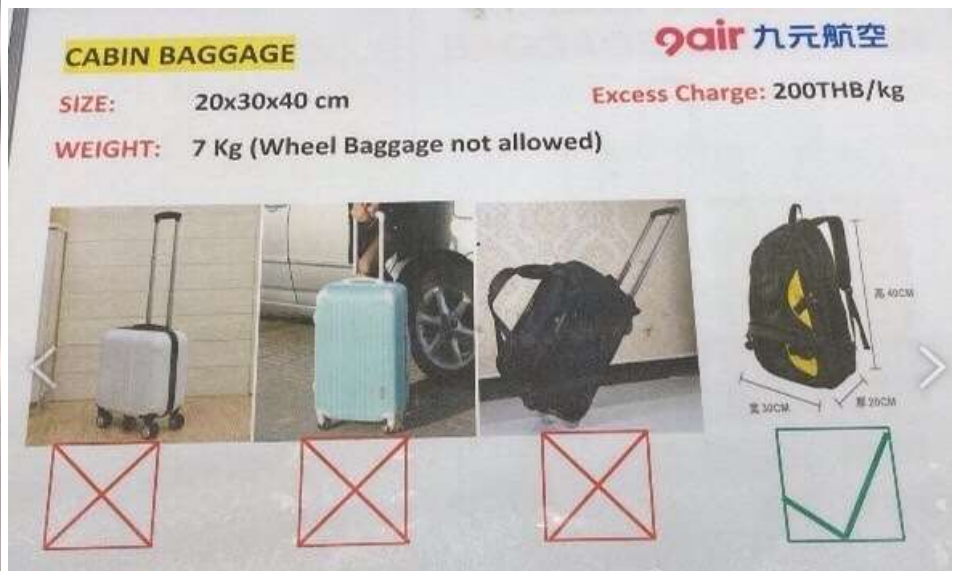 9air 九元航空
CABIN BAGGAGE
SIZE: 20x30x40 cm
Excess Charge: 200THB/kg
WEIGHT: 7 Kg (Wheel Baggage not allowed)
高 40CM
宽 30CM
厚 20CM